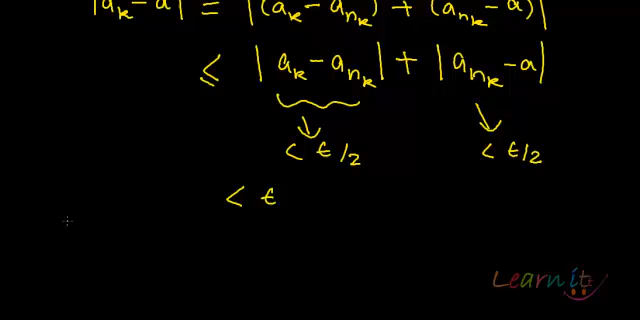 |a_k - a| = |(a_k - a_{n_k}) + (a_{n_k} - a)|
≤ |a_k - a_{n_k}| + |a_{n_k} - a|
< ϵ/2 < ϵ/2
< ϵ
Learnit